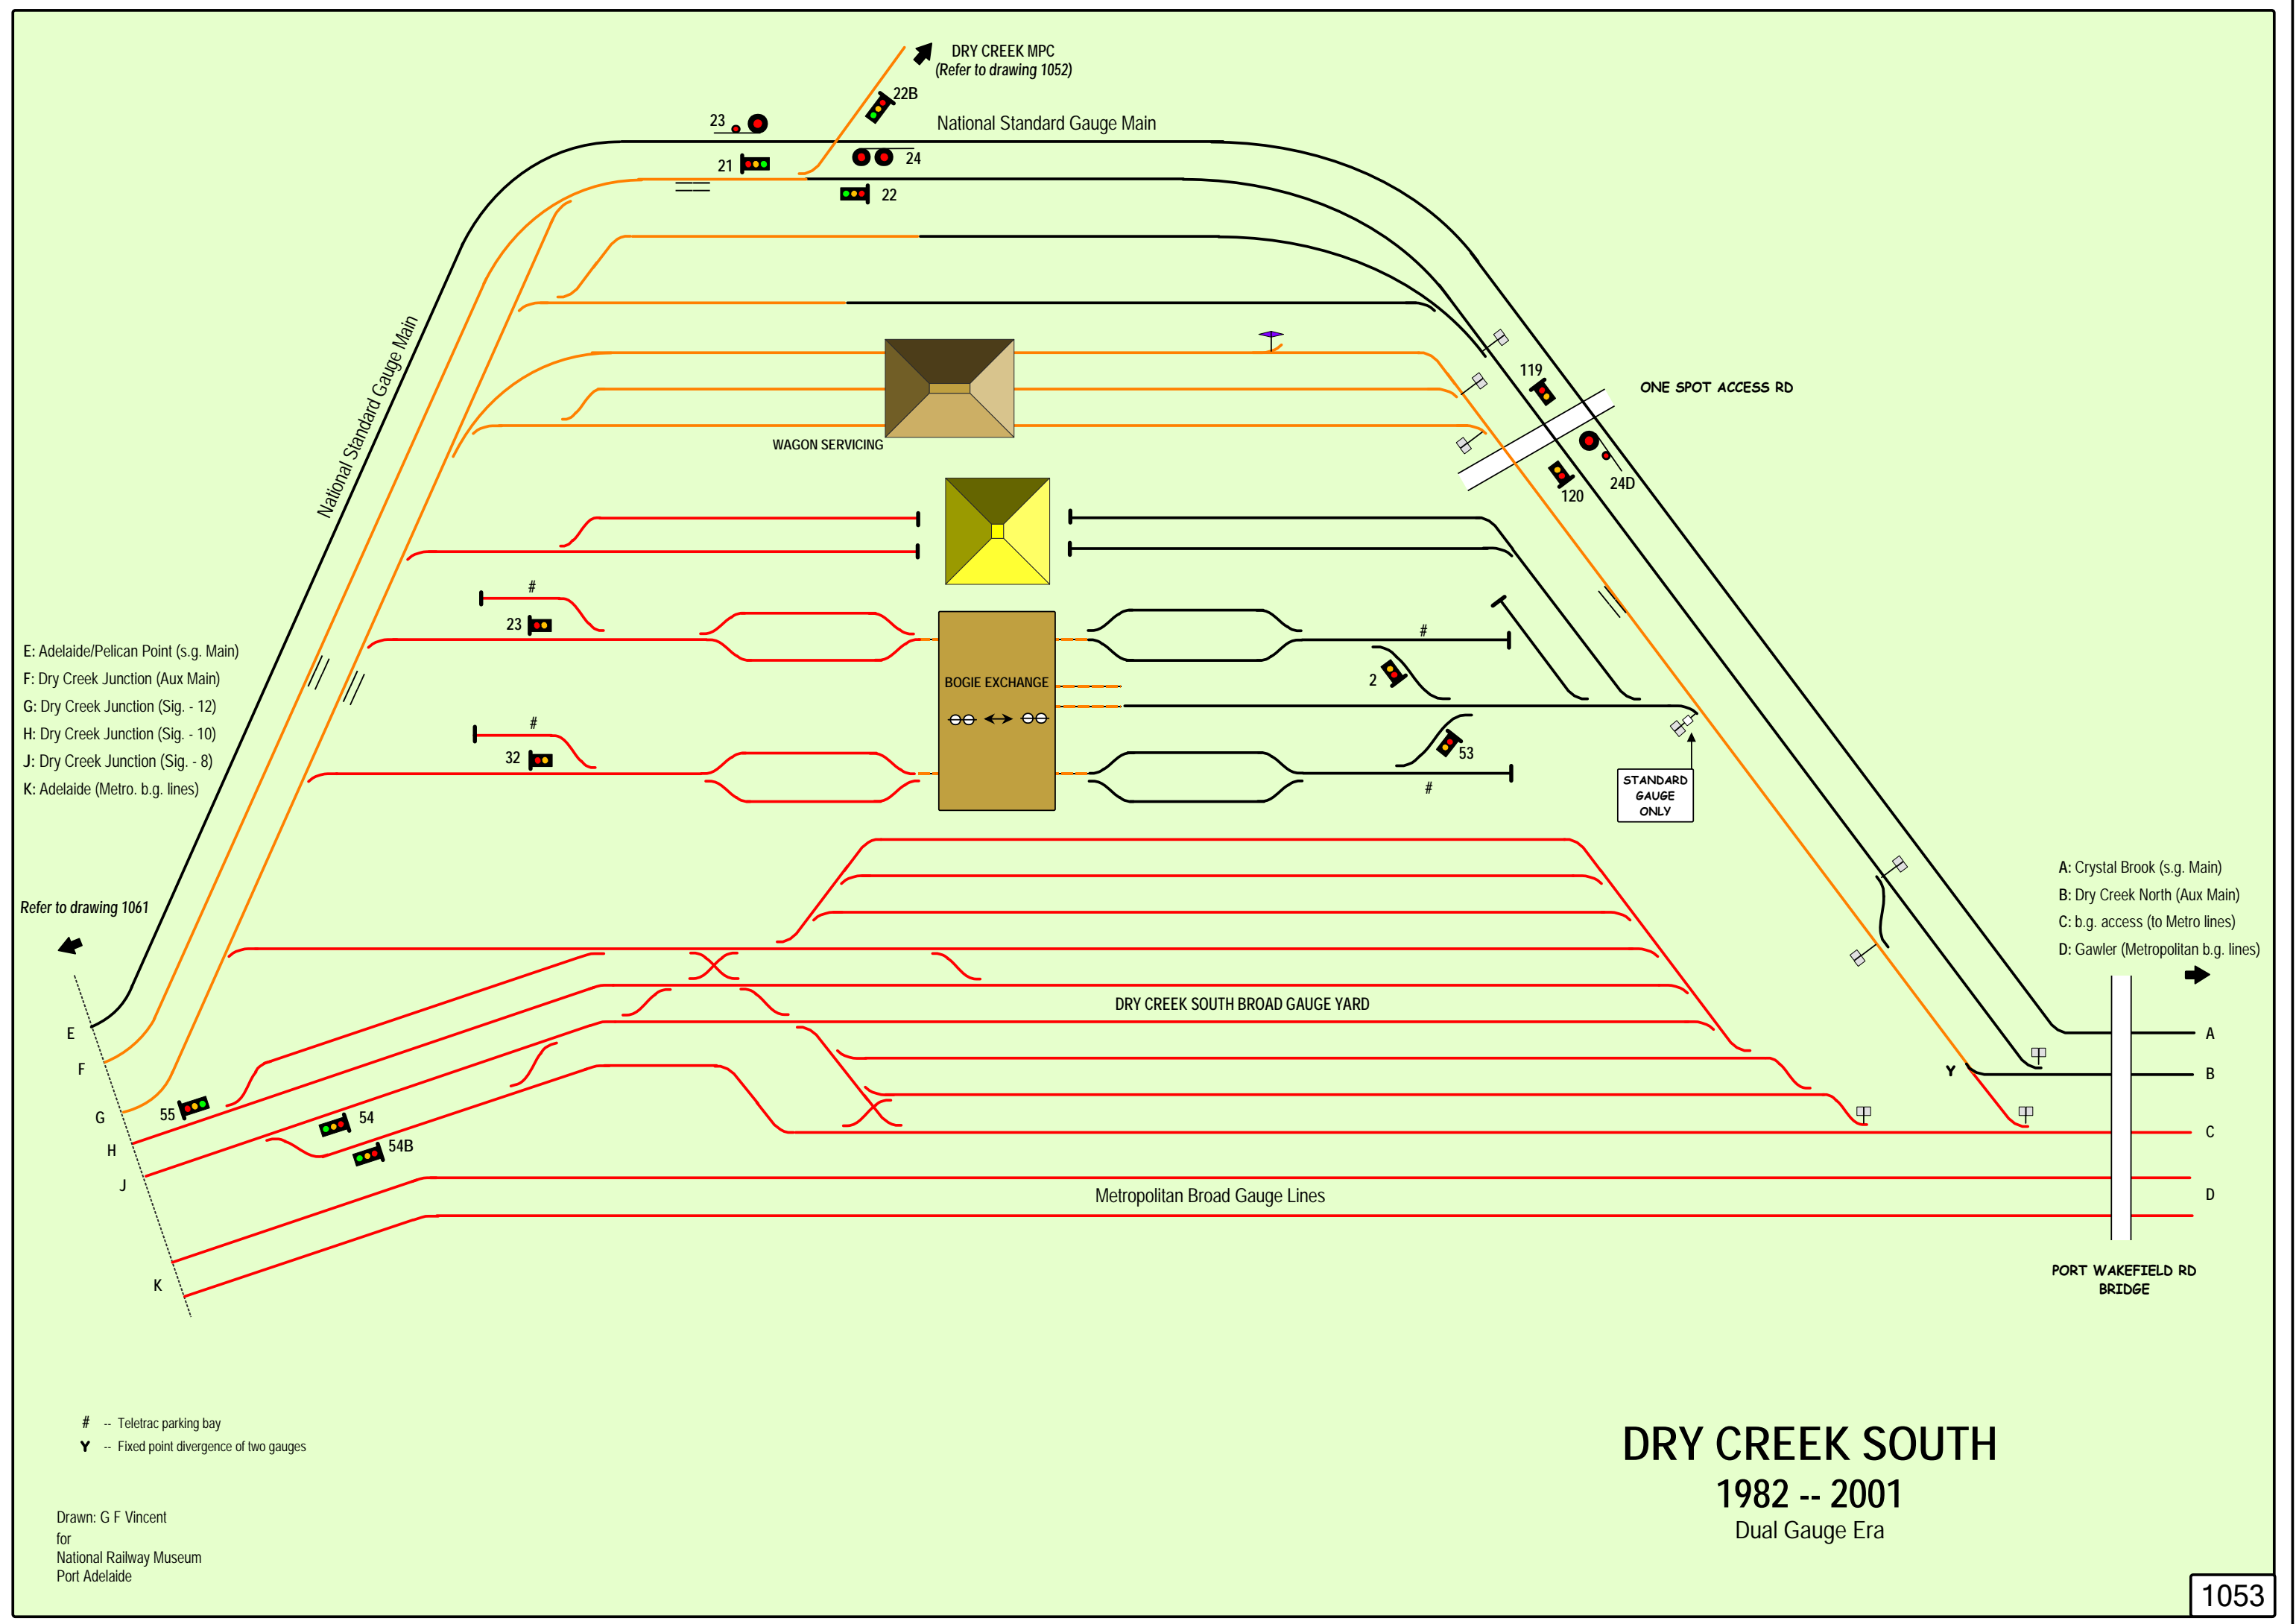 DRY CREEK MPC
(Refer to drawing 1052)
22B
23
National Standard Gauge Main
21
24
22
National Standard Gauge Main
119
ONE SPOT ACCESS RD
WAGON SERVICING
24D
120
#
23
#
E: Adelaide/Pelican Point (s.g. Main)
F: Dry Creek Junction (Aux Main)
G: Dry Creek Junction (Sig. - 12)
H: Dry Creek Junction (Sig. - 10)
J: Dry Creek Junction (Sig. - 8)
K: Adelaide (Metro. b.g. lines)
BOGIE EXCHANGE
2
#
32
53
#
STANDARD
GAUGE
ONLY
A: Crystal Brook (s.g. Main)
B: Dry Creek North (Aux Main)
C: b.g. access (to Metro lines)
D: Gawler (Metropolitan b.g. lines)
Refer to drawing 1061
DRY CREEK SOUTH BROAD GAUGE YARD
E
A
F
Y
B
G
55
54
H
54B
C
J
Metropolitan Broad Gauge Lines
D
K
PORT WAKEFIELD RD
BRIDGE
# -- Teletrac parking bay
Y -- Fixed point divergence of two gauges
DRY CREEK SOUTH
1982 -- 2001
Dual Gauge Era
Drawn: G F Vincent
for
National Railway Museum
Port Adelaide
1053